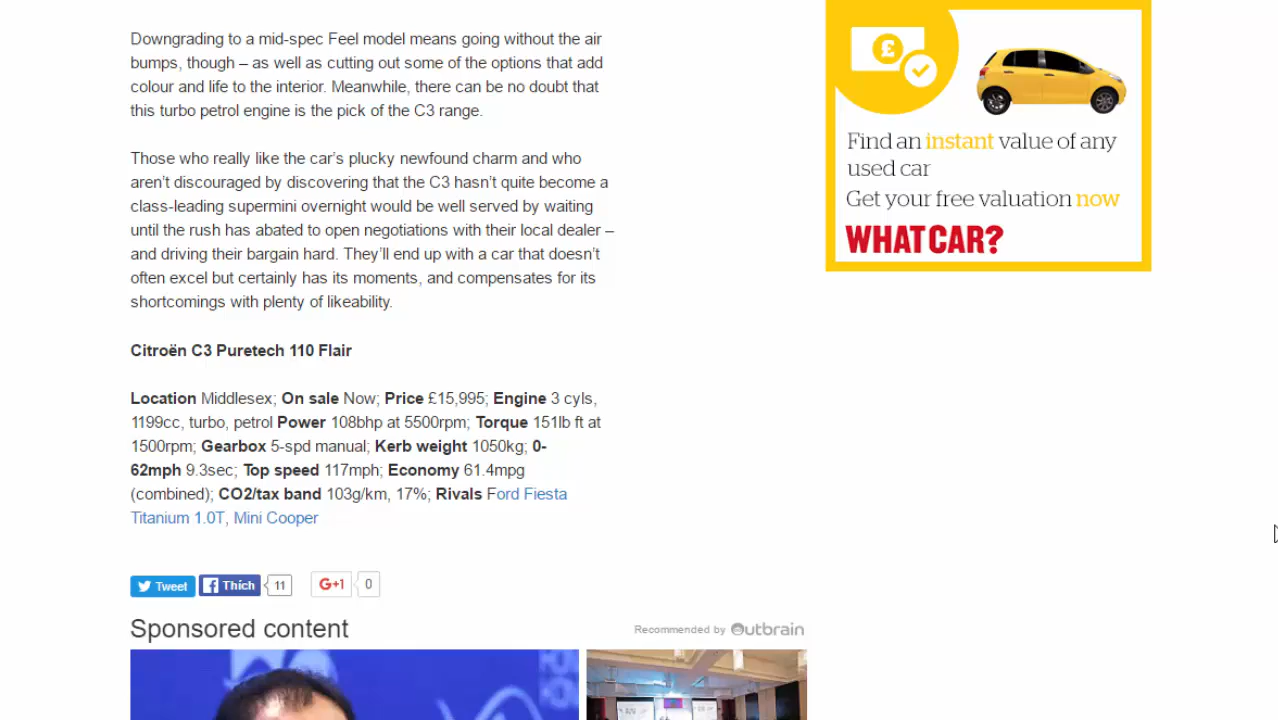 Downgrading to a mid-spec Feel model means going without the air
bumps, though – as well as cutting out some of the options that add
colour and life to the interior. Meanwhile, there can be no doubt that
this turbo petrol engine is the pick of the C3 range.
Those who really like the car's plucky newfound charm and who
aren't discouraged by discovering that the C3 hasn't quite become a
class-leading supermini overnight would be well served by waiting
until the rush has abated to open negotiations with their local dealer –
and driving their bargain hard. They'll end up with a car that doesn't
often excel but certainly has its moments, and compensates for its
shortcomings with plenty of likeability.
Citroën C3 Puretech 110 Flair
Location Middlesex; On sale Now; Price £15,995; Engine 3 cyls,
1199cc, turbo, petrol Power 108bhp at 5500rpm; Torque 151lb ft at
1500rpm; Gearbox 5-spd manual; Kerb weight 1050kg; 0-
62mph 9.3sec; Top speed 117mph; Economy 61.4mpg
(combined); CO2/tax band 103g/km, 17%; Rivals Ford Fiesta
Titanium 1.0T, Mini Cooper
Tweet Thích 11 G+1 0
Sponsored content
Recommended by Outbrain
£
Find an instant value of any
used car
Get your free valuation now
WHAT CAR?